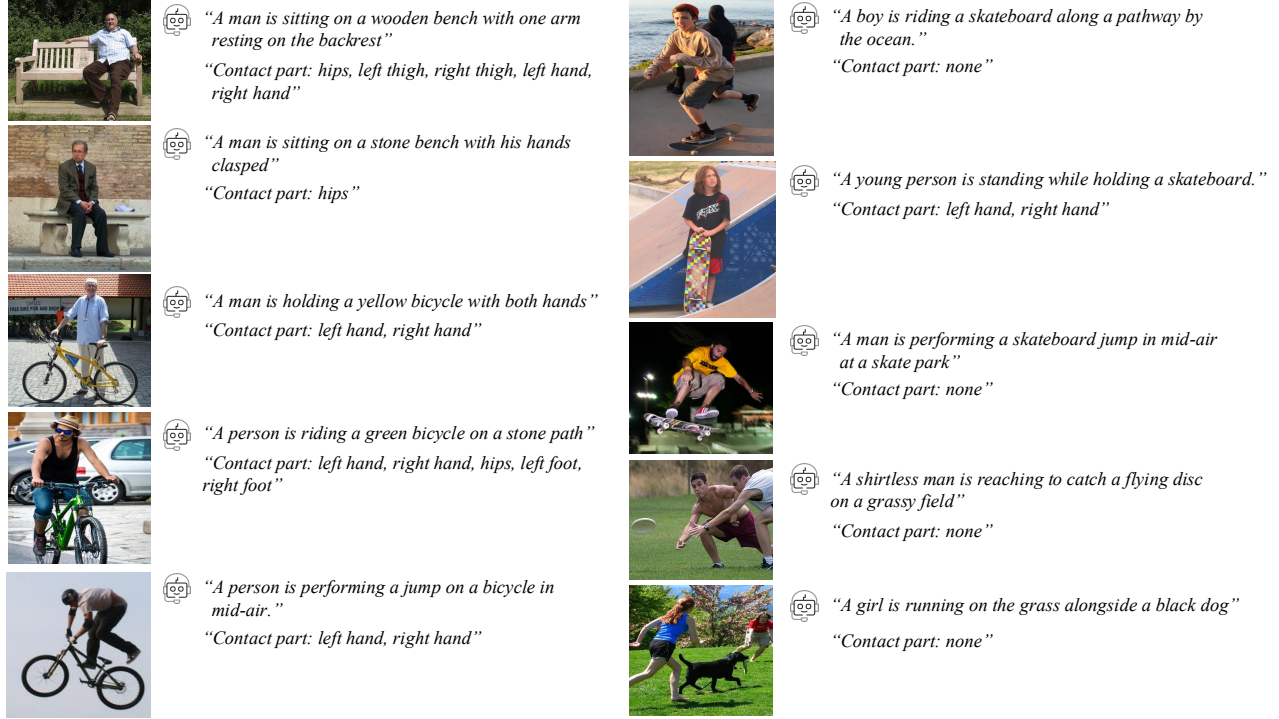 “A man is sitting on a wooden bench with one arm
resting on the backrest”
“Contact part: hips, left thigh, right thigh, left hand,
right hand”
“A man is sitting on a stone bench with his hands
clasped”
“Contact part: hips”
“A man is holding a yellow bicycle with both hands”
“Contact part: left hand, right hand”
“A person is riding a green bicycle on a stone path”
“Contact part: left hand, right hand, hips, left foot,
right foot”
“A person is performing a jump on a bicycle in
mid-air.”
“Contact part: left hand, right hand”
“A boy is riding a skateboard along a pathway by
the ocean.”
“Contact part: none”
“A young person is standing while holding a skateboard.”
“Contact part: left hand, right hand”
“A man is performing a skateboard jump in mid-air
at a skate park”
“Contact part: none”
“A shirtless man is reaching to catch a flying disc
on a grassy field”
“Contact part: none”
“A girl is running on the grass alongside a black dog”
“Contact part: none”